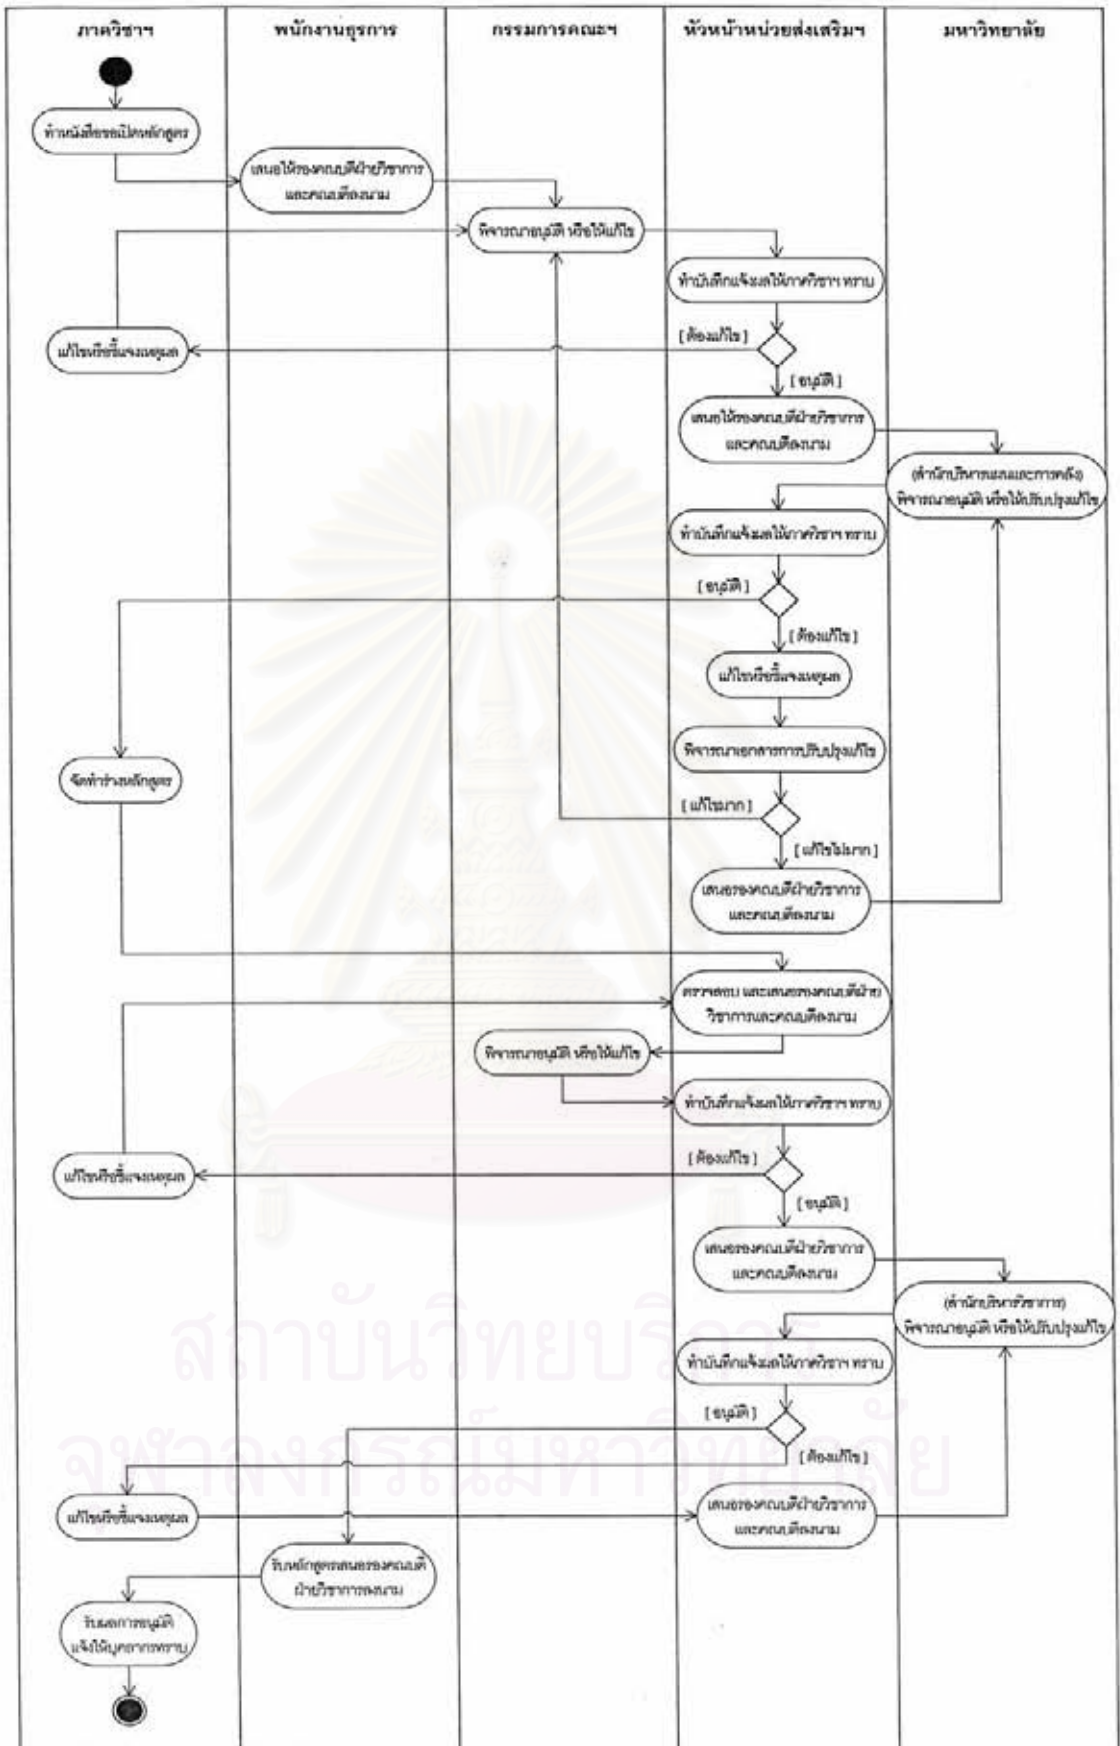 ภาควิชาฯ
พนักงานธุรการ
กรรมการคณะฯ
หัวหน้าหน่วยส่งเสริมฯ
มหาวิทยาลัย
ทำหนังสือขอเปิดหลักสูตร
เสนอให้รองคณบดีฝ่ายวิชาการ
และคณบดีลงนาม
พิจารณาอนุมัติ หรือให้แก้ไข
ทำบันทึกแจ้งผลให้ภาควิชาฯ ทราบ
[ ต้องแก้ไข ]
แก้ไขหรือชี้แจงเหตุผล
[ อนุมัติ ]
เสนอให้รองคณบดีฝ่ายวิชาการ
และคณบดีลงนาม
(สำนักบริหารแผนและการคลัง)
พิจารณาอนุมัติ หรือให้ปรับปรุงแก้ไข
ทำบันทึกแจ้งผลให้ภาควิชาฯ ทราบ
[ อนุมัติ ]
[ ต้องแก้ไข ]
แก้ไขหรือชี้แจงเหตุผล
พิจารณาเอกสารการปรับปรุงแก้ไข
จัดทำร่างหลักสูตร
[ แก้ไขมาก ]
[ แก้ไขไม่มาก ]
เสนอรองคณบดีฝ่ายวิชาการ
และคณบดีลงนาม
ตรวจสอบ และเสนอรองคณบดีฝ่าย
วิชาการและคณบดีลงนาม
พิจารณาอนุมัติ หรือให้แก้ไข
ทำบันทึกแจ้งผลให้ภาควิชาฯ ทราบ
[ ต้องแก้ไข ]
แก้ไขหรือชี้แจงเหตุผล
[ อนุมัติ ]
เสนอรองคณบดีฝ่ายวิชาการ
และคณบดีลงนาม
(สำนักบริหารวิชาการ)
พิจารณาอนุมัติ หรือให้ปรับปรุงแก้ไข
สถาบันวิทยบริการ
ทำบันทึกแจ้งผลให้ภาควิชาฯ ทราบ
[ อนุมัติ ]
จุฬาลงกรณ์มหาวิทยาลัย
[ ต้องแก้ไข ]
แก้ไขหรือชี้แจงเหตุผล
เสนอรองคณบดีฝ่ายวิชาการ
และคณบดีลงนาม
รับหลักสูตรเสนอรองคณบดี
ฝ่ายวิชาการลงนาม
รับผลการอนุมัติ
แจ้งให้บุคลากรทราบ